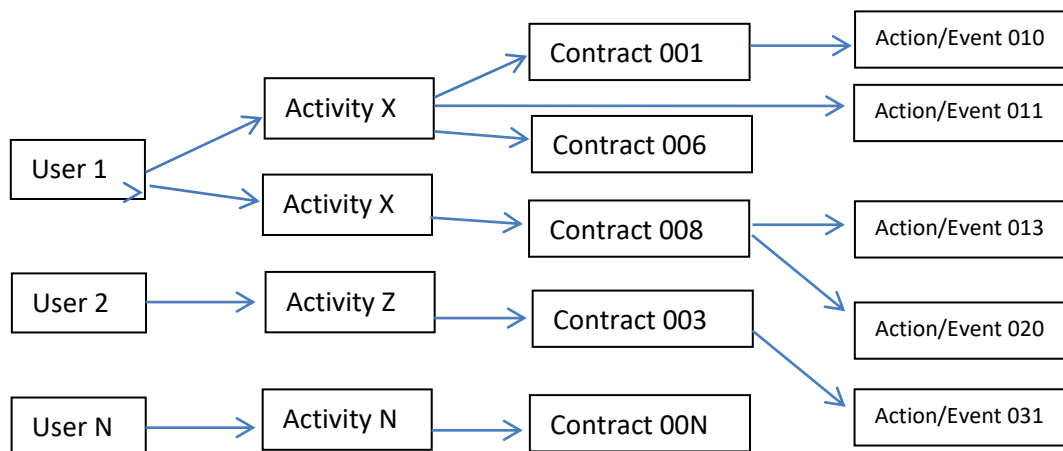 Contract 001
Action/Event 010
Activity X
Action/Event 011
User 1
Contract 006
Activity X
Contract 008
Action/Event 013
User 2
Activity Z
Contract 003
Action/Event 020
User N
Activity N
Contract 00N
Action/Event 031